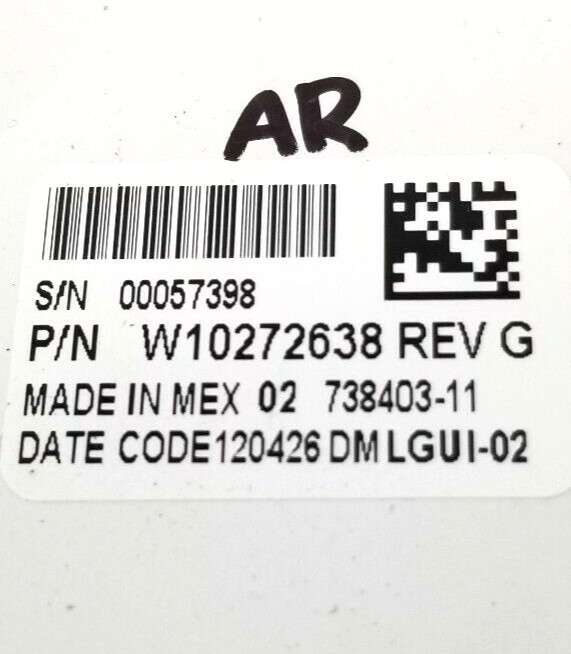 AR
S/N 00057398
P/N W10272638 REV G
MADE IN MEX 02 738403-11
DATE CODE120426 DM LGUI-02